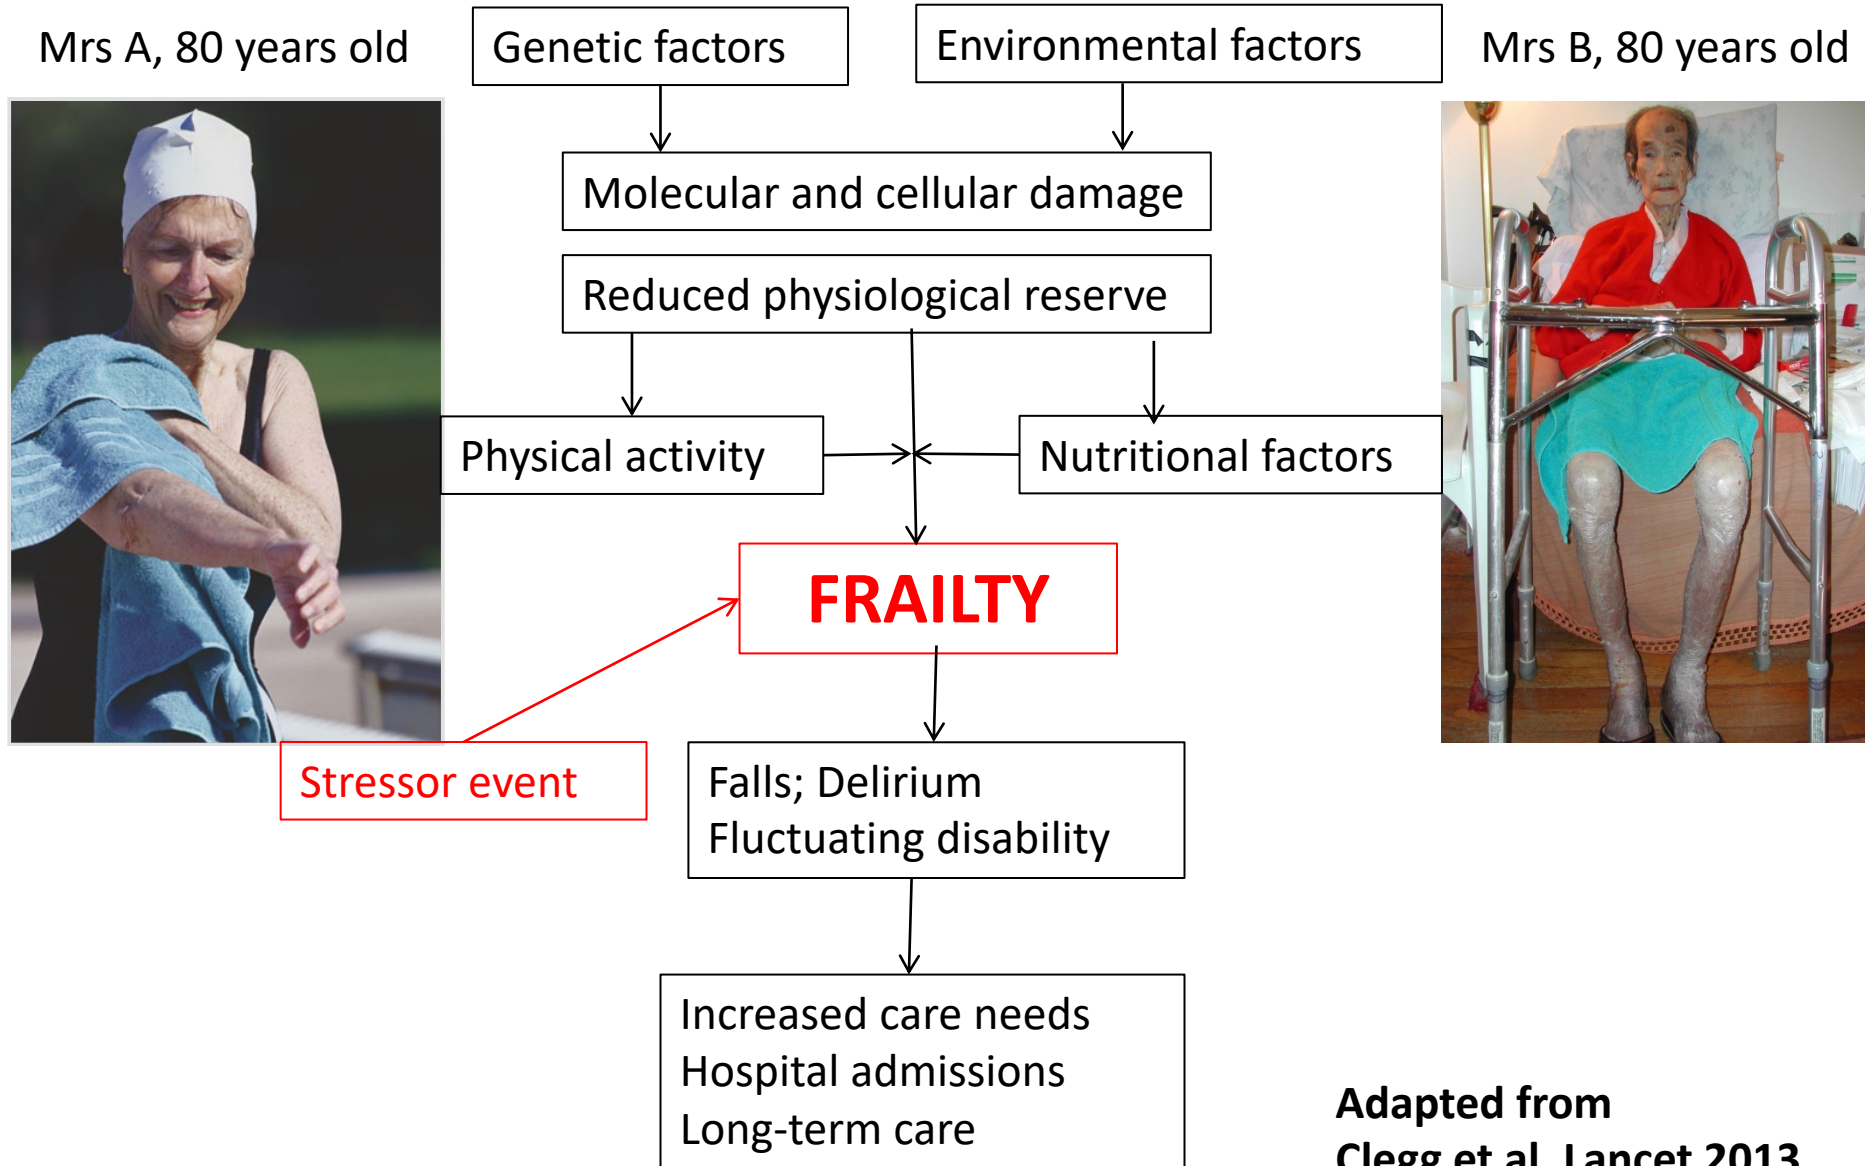 Mrs A, 80 years old
Genetic factors
Environmental factors
Mrs B, 80 years old
Molecular and cellular damage
Reduced physiological reserve
Physical activity
Nutritional factors
FRAILTY
Stressor event
Falls; Delirium
Fluctuating disability
Increased care needs
Hospital admissions
Long-term care
Adapted from
Clegg et al. Lancet 2013